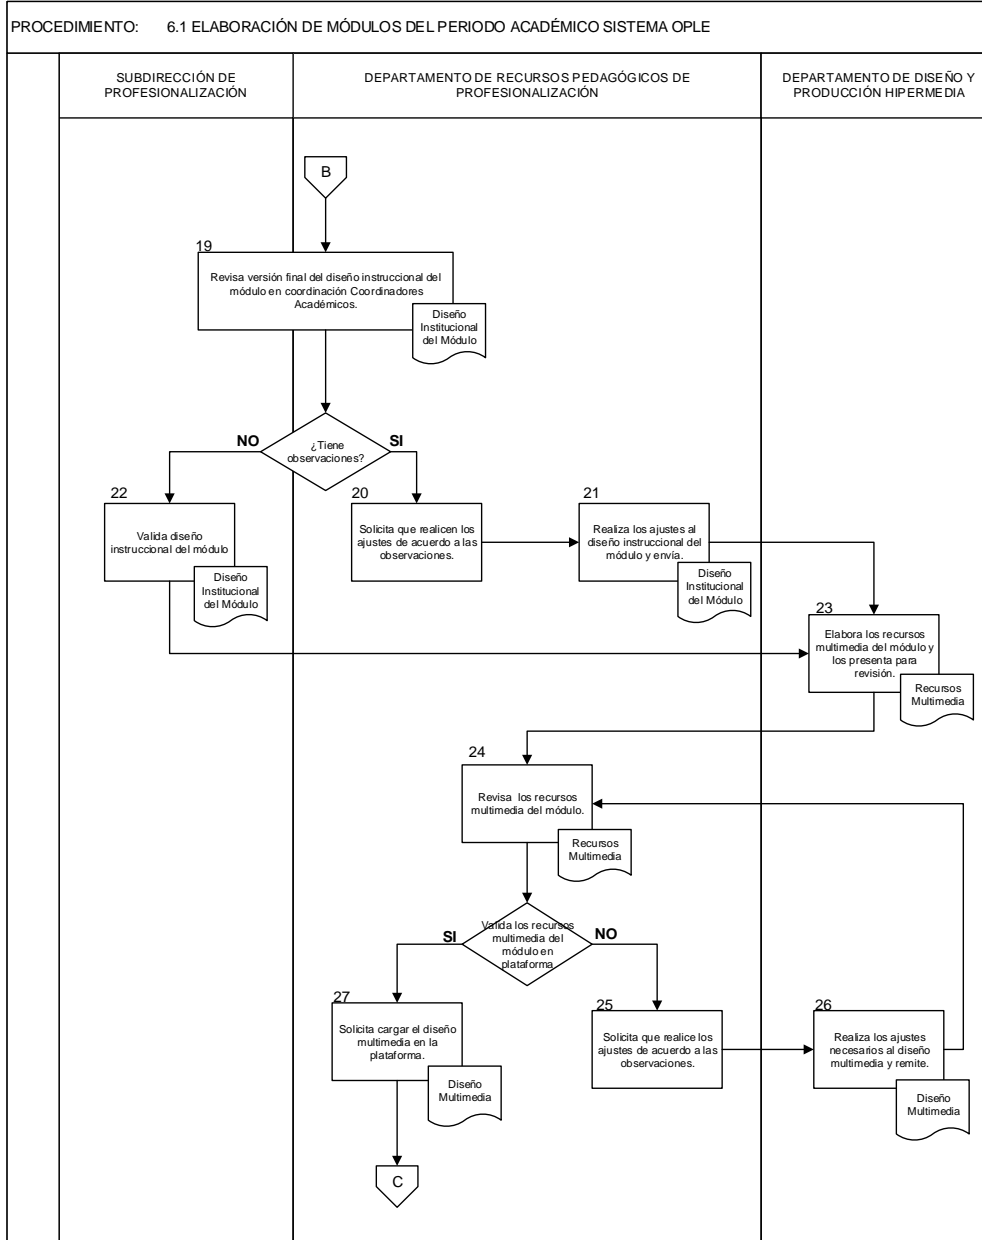 PROCEDIMIENTO: 6.1 ELABORACIÓN DE MÓDULOS DEL PERIODO ACADÉMICO SISTEMA OPLE
SUBDIRECCIÓN DE
PROFESIONALIZACIÓN
DEPARTAMENTO DE RECURSOS PEDAGÓGICOS DE
PROFESIONALIZACIÓN
DEPARTAMENTO DE DISEÑO Y
PRODUCCIÓN HIPERMEDIA
B
19
Revisa versión final del diseño instruccional del
módulo en coordinación Coordinadores
Académicos.
Diseño
Institucional
del Módulo
¿Tiene
observaciones?
NO
SI
22
Valida diseño
instruccional del módulo
Diseño
Institucional
del Módulo
20
Solicita que realicen los
ajustes de acuerdo a las
observaciones.
21
Realiza los ajustes al
diseño instruccional del
módulo y envía.
Diseño
Institucional
del Módulo
23
Elabora los recursos
multimedia del módulo y
los presenta para
revisión.
Recursos
Multimedia
24
Revisa los recursos
multimedia del módulo.
Recursos
Multimedia
Valida los recursos
multimedia del
módulo en
plataforma
SI
NO
27
Solicita cargar el diseño
multimedia en la
plataforma.
Diseño
Multimedia
25
Solicita que realice los
ajustes de acuerdo a las
observaciones.
26
Realiza los ajustes
necesarios al diseño
multimedia y remite.
Diseño
Multimedia
C